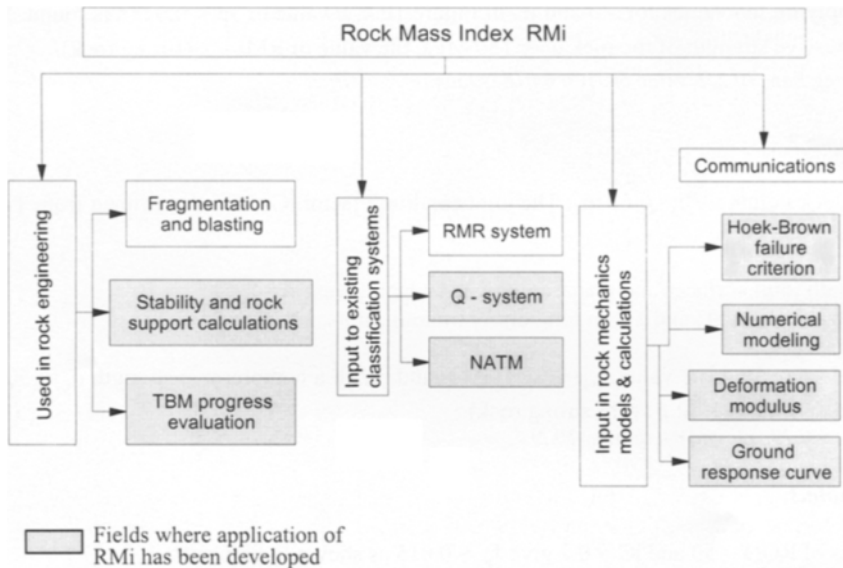 Rock Mass Index RMi
Communications
Used in rock engineering
Fragmentation
and blasting
Stability and rock
support calculations
TBM progress
evaluation
Input to existing
classification systems
RMR system
Q - system
NATM
Input in rock mechanics
models & calculations
Hoek-Brown
failure
criterion
Numerical
modeling
Deformation
modulus
Ground
response curve
Fields where application of
RMi has been developed